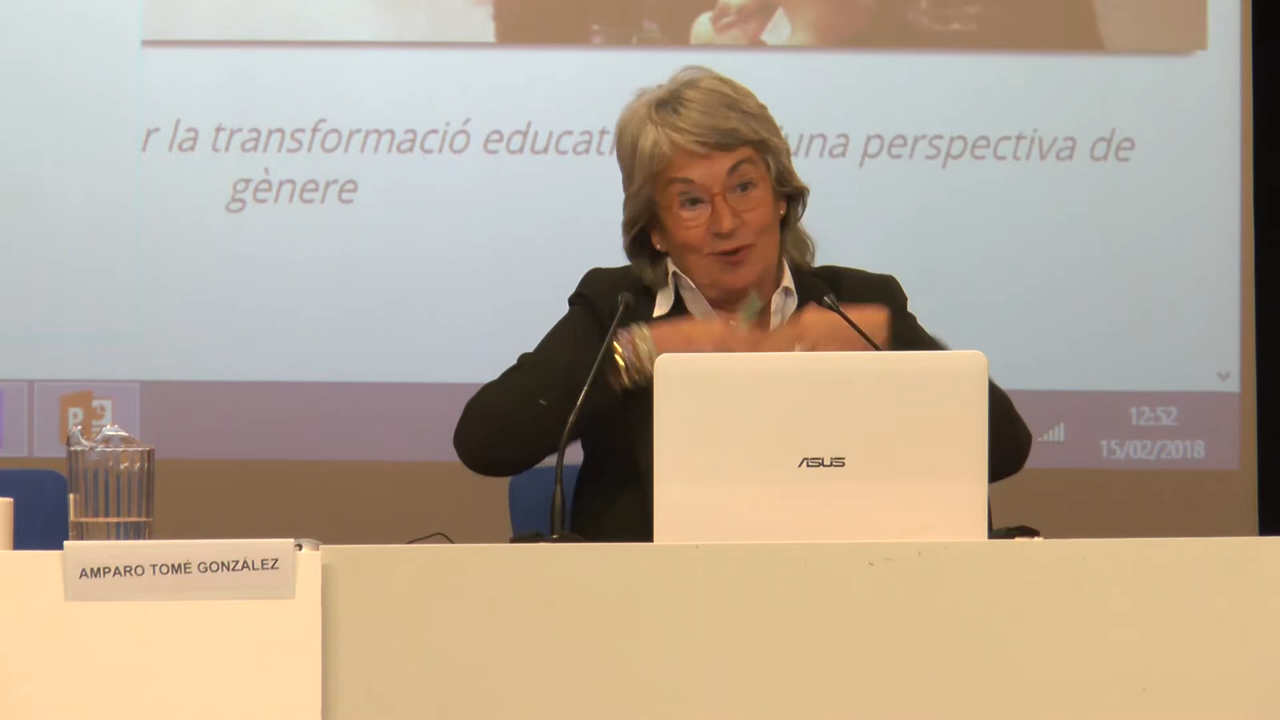 r la transformació educati una perspectiva de
gènere
12:52
15/02/2018
ASUS
AMPARO TOMÉ GONZÁLEZ